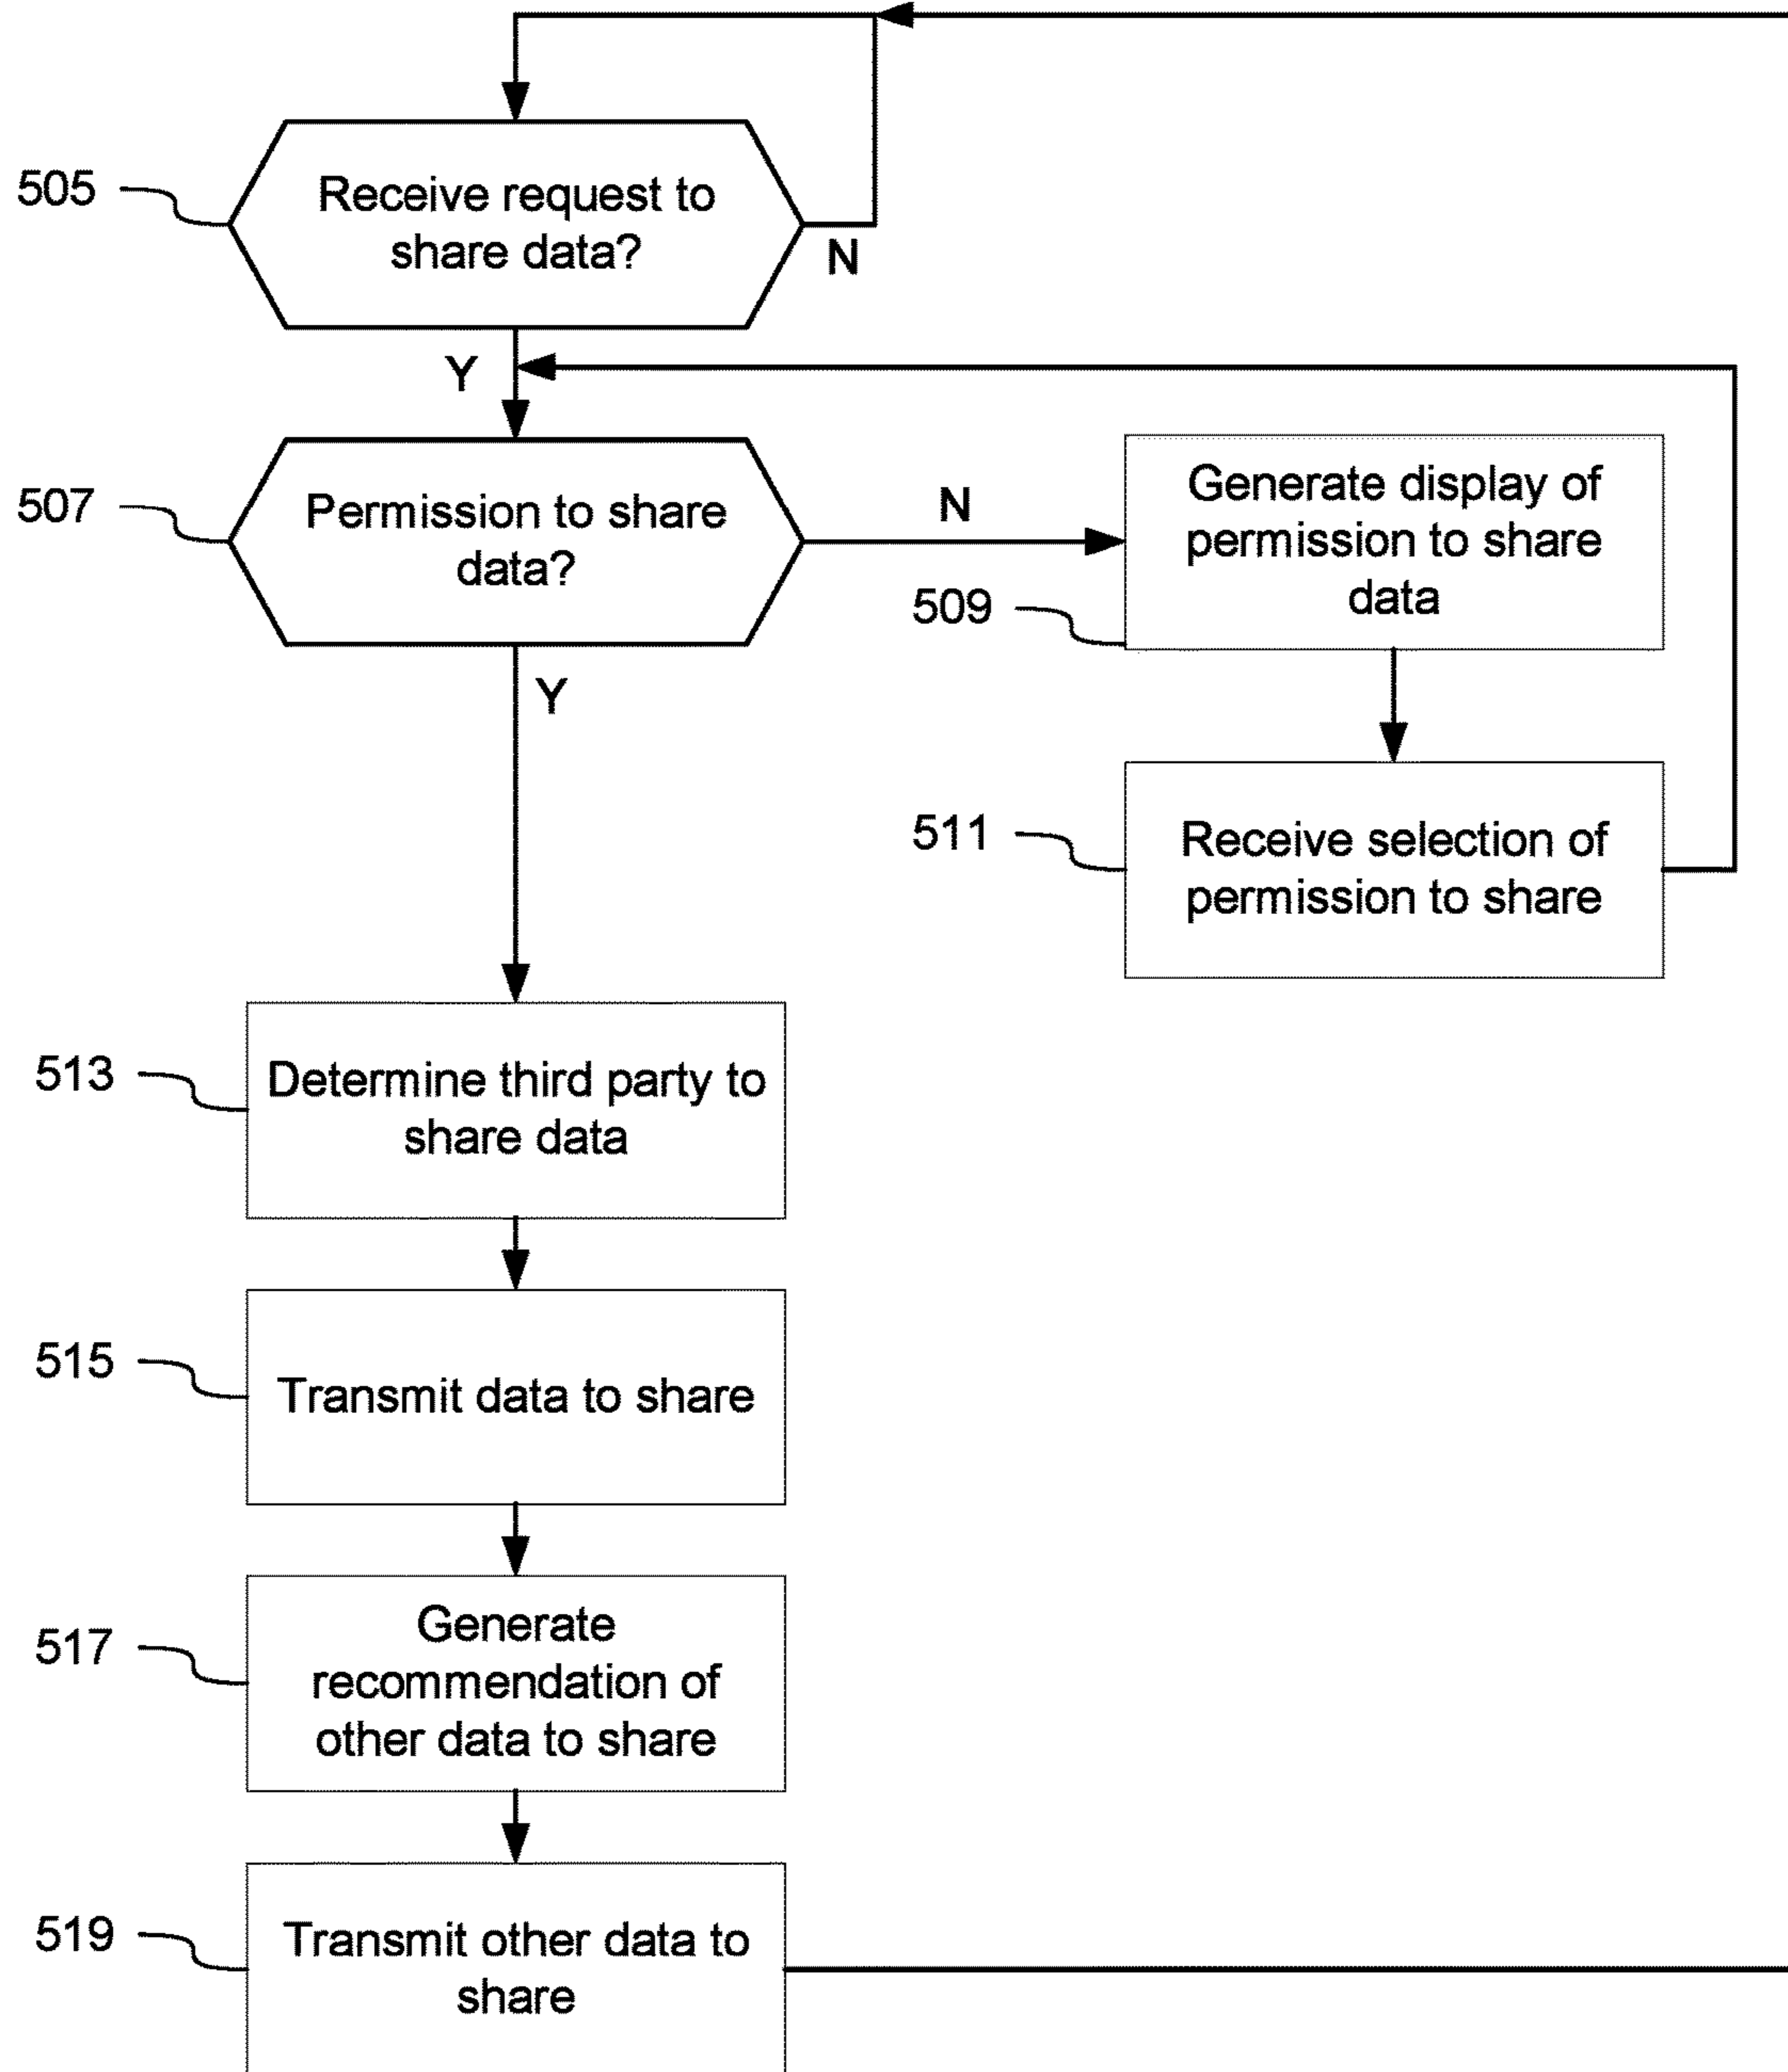 505
Receive request to
share data?
N
Y
507
Permission to share
data?
N
Generate display of
permission to share
data
509
Y
511
Receive selection of
permission to share
513
Determine third party to
share data
515
Transmit data to share
517
Generate
recommendation of
other data to share
519
Transmit other data to
share